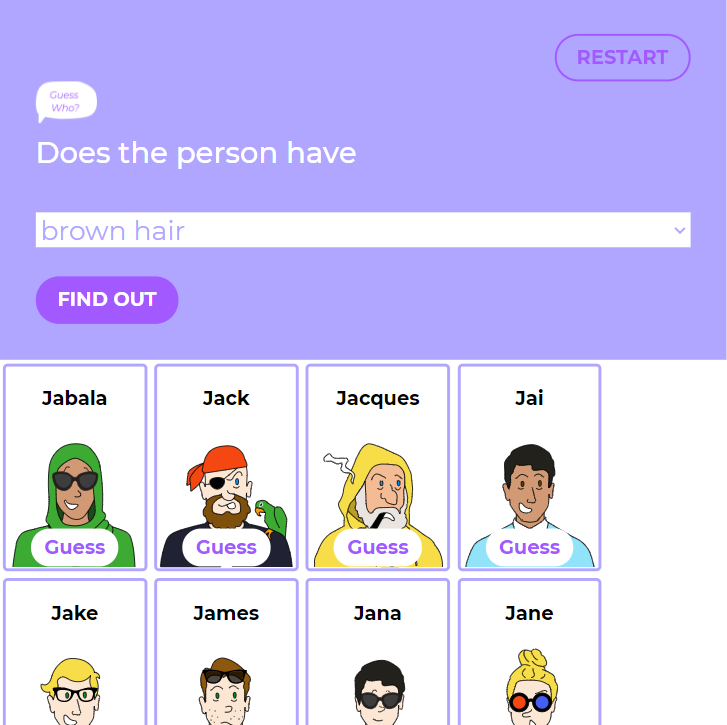 RESTART
Guess
Who?
Does the person have
brown hair
FIND OUT
Jabala
Jack
Jacques
Jai
Guess
Guess
Guess
Guess
Jake
James
Jana
Jane